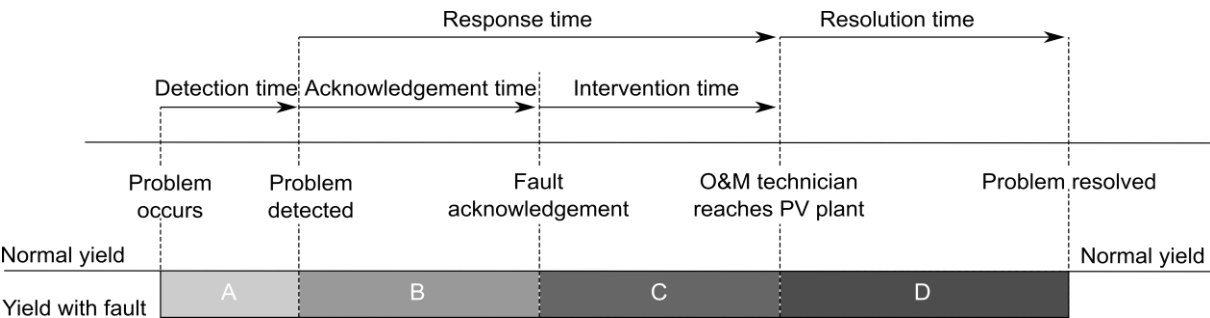 Response time
Resolution time
Detection time
Acknowledgement time
Intervention time
Problem
occurs
Problem
detected
Fault
acknowledgement
O&M technician
reaches PV plant
Problem resolved
Normal yield
Normal yield
A
B
C
D
Yield with fault